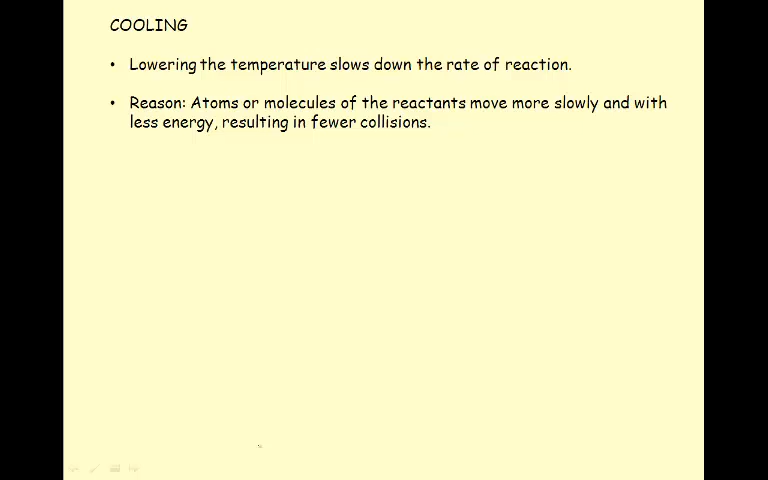 COOLING
• Lowering the temperature slows down the rate of reaction.
• Reason: Atoms or molecules of the reactants move more slowly and with
less energy, resulting in fewer collisions.